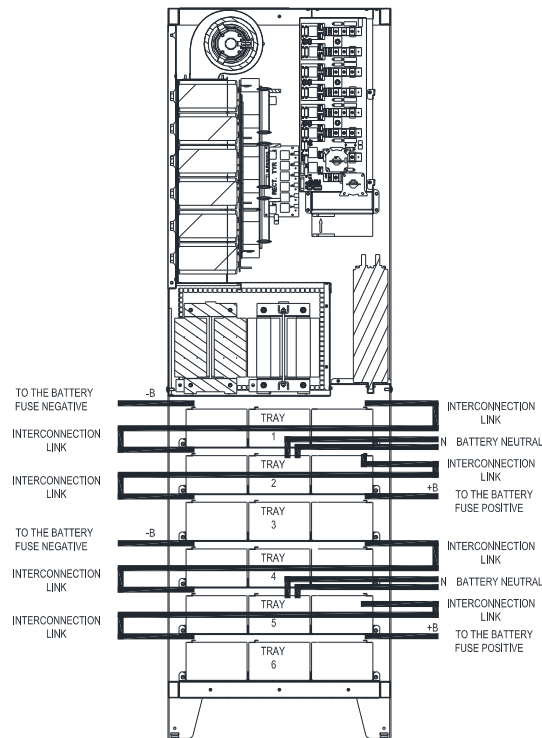 RECT. TYR
-B
TO THE BATTERY
FUSE NEGATIVE
INTERCONNECTION
LINK
TRAY
1
N BATTERY NEUTRAL
INTERCONNECTION
LINK
TRAY
2
INTERCONNECTION
LINK
INTERCONNECTION
LINK
+B
TO THE BATTERY
FUSE POSITIVE
TRAY
3
TO THE BATTERY
FUSE NEGATIVE
-B
INTERCONNECTION
LINK
TRAY
4
INTERCONNECTION
LINK
N BATTERY NEUTRAL
TRAY
5
INTERCONNECTION
LINK
INTERCONNECTION
LINK
+B
TO THE BATTERY
FUSE POSITIVE
TRAY
6